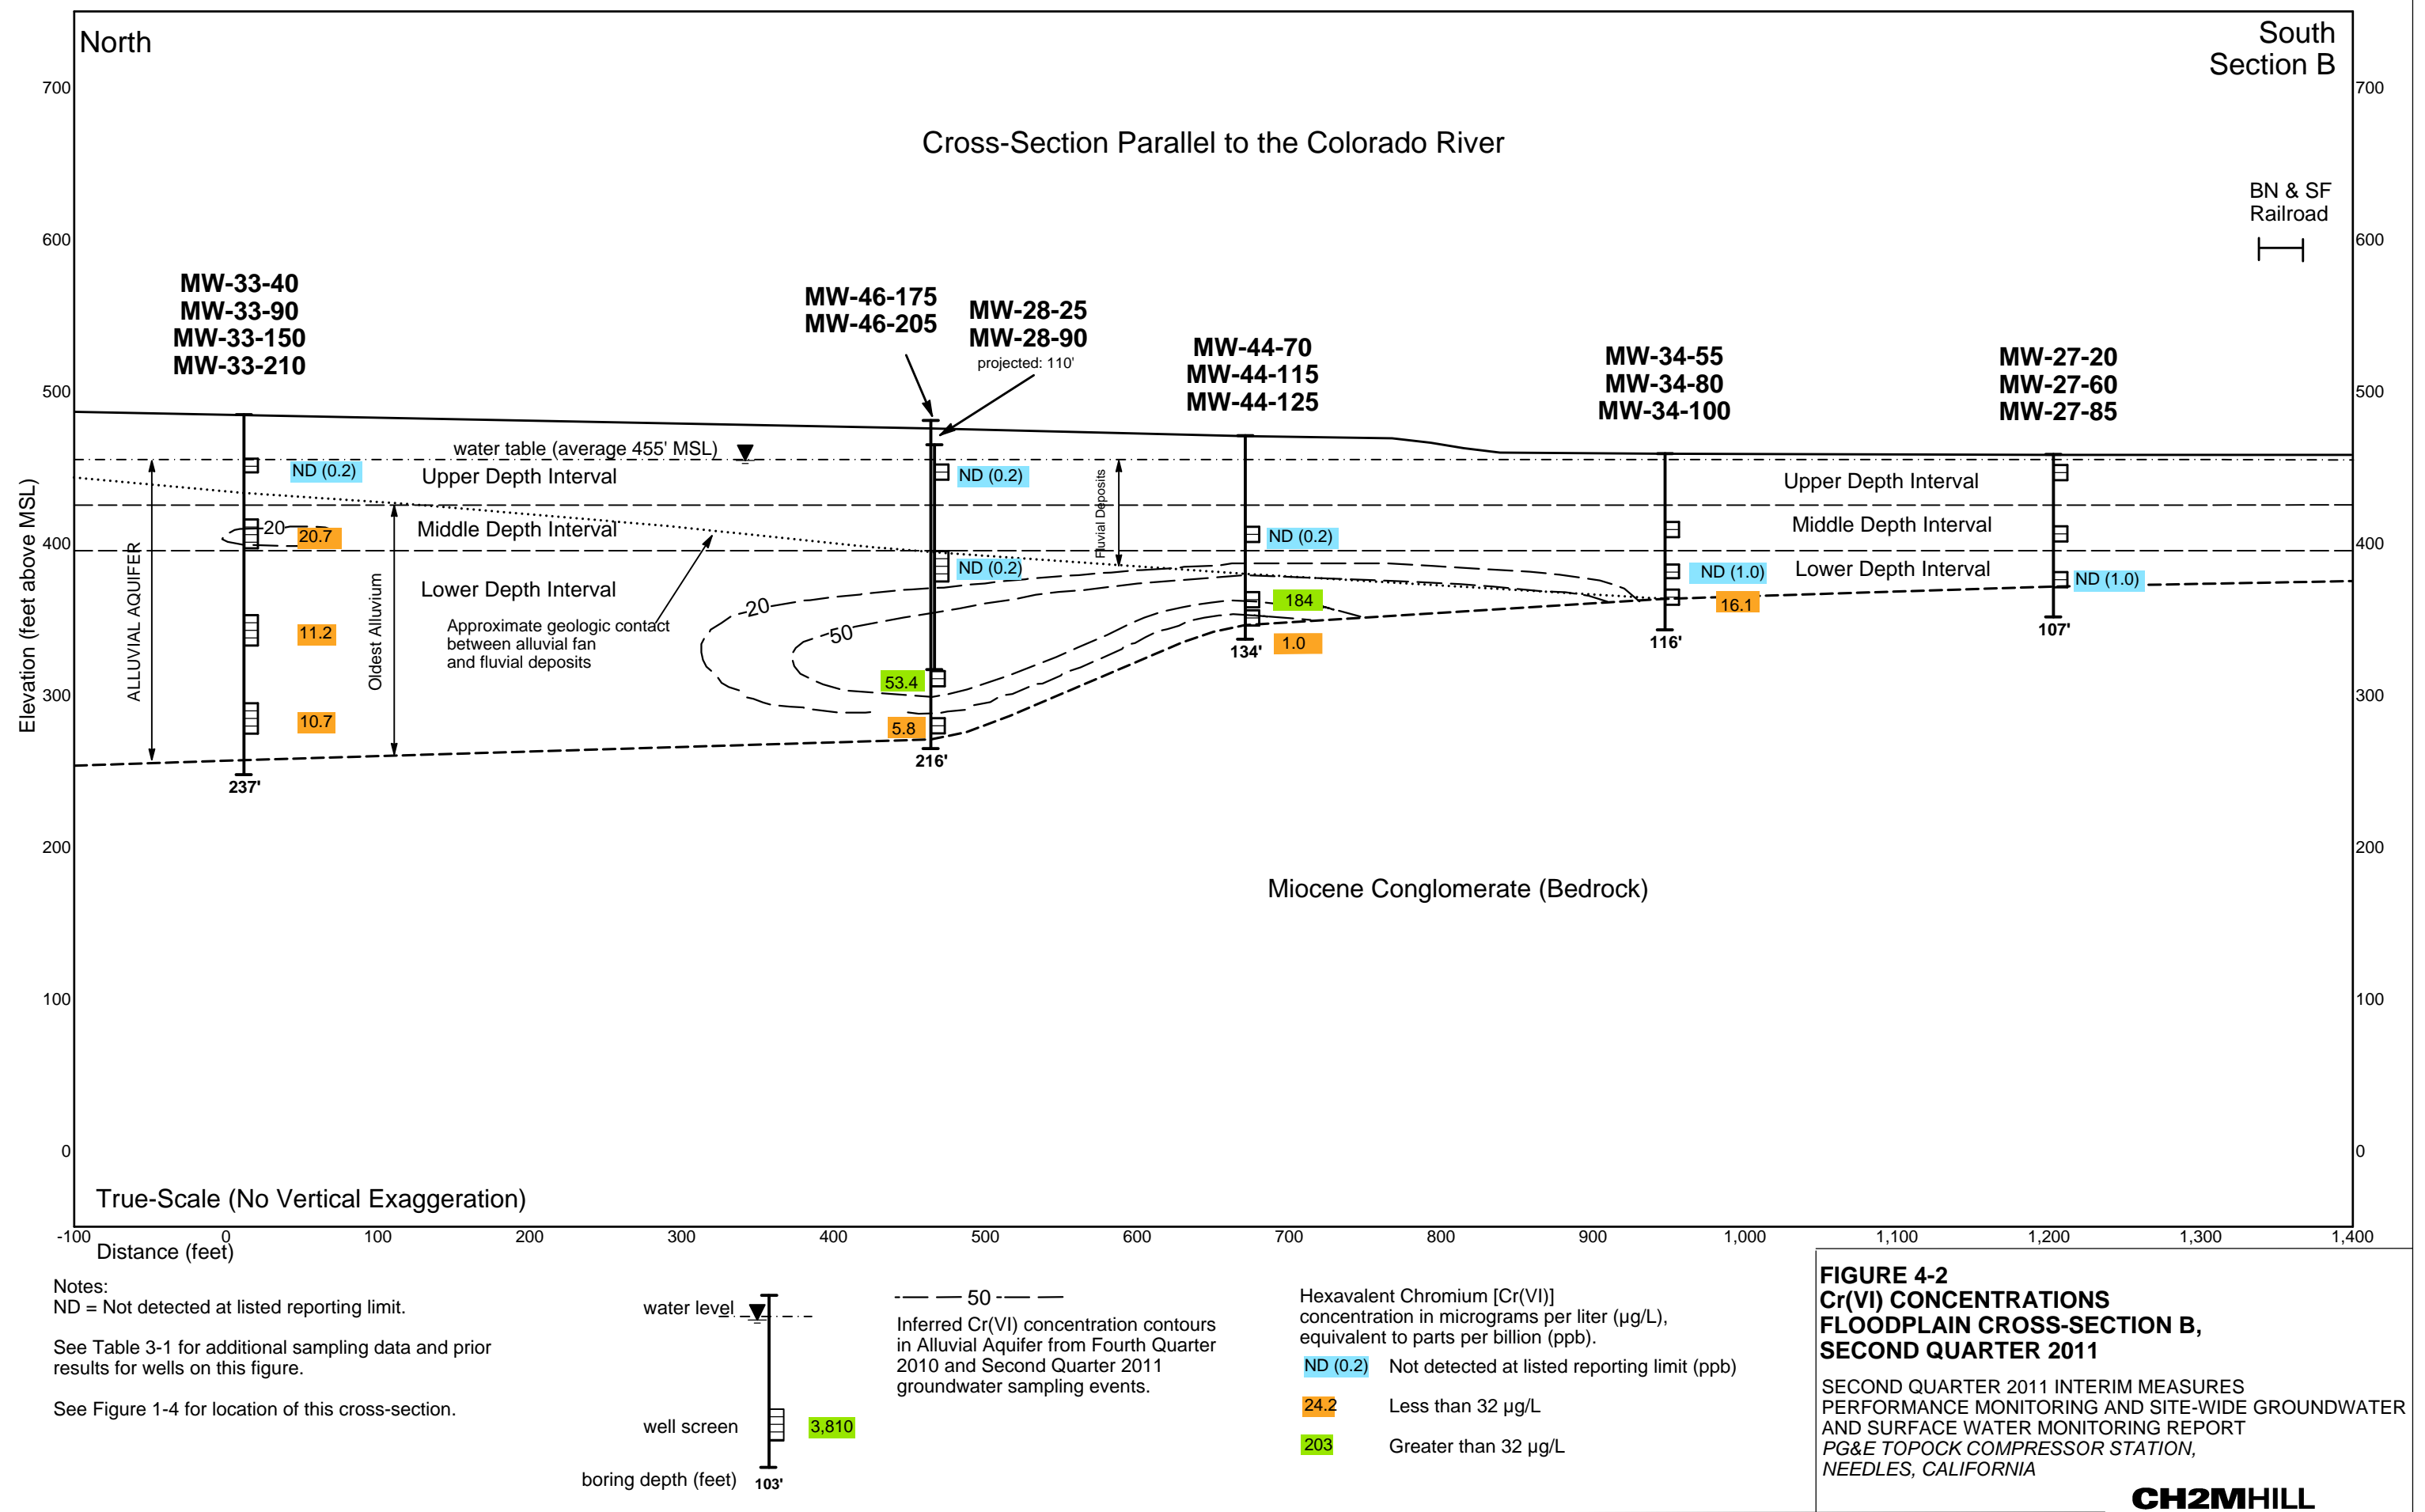 North
South
Section B
Cross-Section Parallel to the Colorado River
BN & SF
Railroad
700
600
500
400
300
200
100
0
Elevation (feet above MSL)
700
600
500
400
300
200
100
0
MW-33-40
MW-33-90
MW-33-150
MW-33-210
MW-46-175
MW-46-205
MW-28-25
MW-28-90
projected: 110'
MW-44-70
MW-44-115
MW-44-125
MW-34-55
MW-34-80
MW-34-100
MW-27-20
MW-27-60
MW-27-85
water table (average 455' MSL)
ND (0.2)
Upper Depth Interval
ND (0.2)
Upper Depth Interval
Fluvial Deposits
20
20.7
Middle Depth Interval
ND (0.2)
Middle Depth Interval
ALLUVIAL AQUIFER
Oldest Alluvium
Lower Depth Interval
ND (0.2)
ND (1.0)
Lower Depth Interval
ND (1.0)
20
50
184
16.1
Approximate geologic contact
between alluvial fan
and fluvial deposits
11.2
1.0
134'
116'
107'
53.4
10.7
5.8
237'
216'
Miocene Conglomerate (Bedrock)
True-Scale (No Vertical Exaggeration)
-100 0 100 200 300 400 500 600 700 800 900 1,000 1,100 1,200 1,300 1,400
Distance (feet)
Notes:
ND = Not detected at listed reporting limit.
See Table 3-1 for additional sampling data and prior
results for wells on this figure.
See Figure 1-4 for location of this cross-section.
water level
well screen
3,810
boring depth (feet)
103'
50
Inferred Cr(VI) concentration contours
in Alluvial Aquifer from Fourth Quarter
2010 and Second Quarter 2011
groundwater sampling events.
Hexavalent Chromium [Cr(VI)]
concentration in micrograms per liter (µg/L),
equivalent to parts per billion (ppb).
ND (0.2) Not detected at listed reporting limit (ppb)
24.2 Less than 32 µg/L
203 Greater than 32 µg/L
FIGURE 4-2
Cr(VI) CONCENTRATIONS
FLOODPLAIN CROSS-SECTION B,
SECOND QUARTER 2011
SECOND QUARTER 2011 INTERIM MEASURES
PERFORMANCE MONITORING AND SITE-WIDE GROUNDWATER
AND SURFACE WATER MONITORING REPORT
PG&E TOPOCK COMPRESSOR STATION,
NEEDLES, CALIFORNIA
CH2MHILL